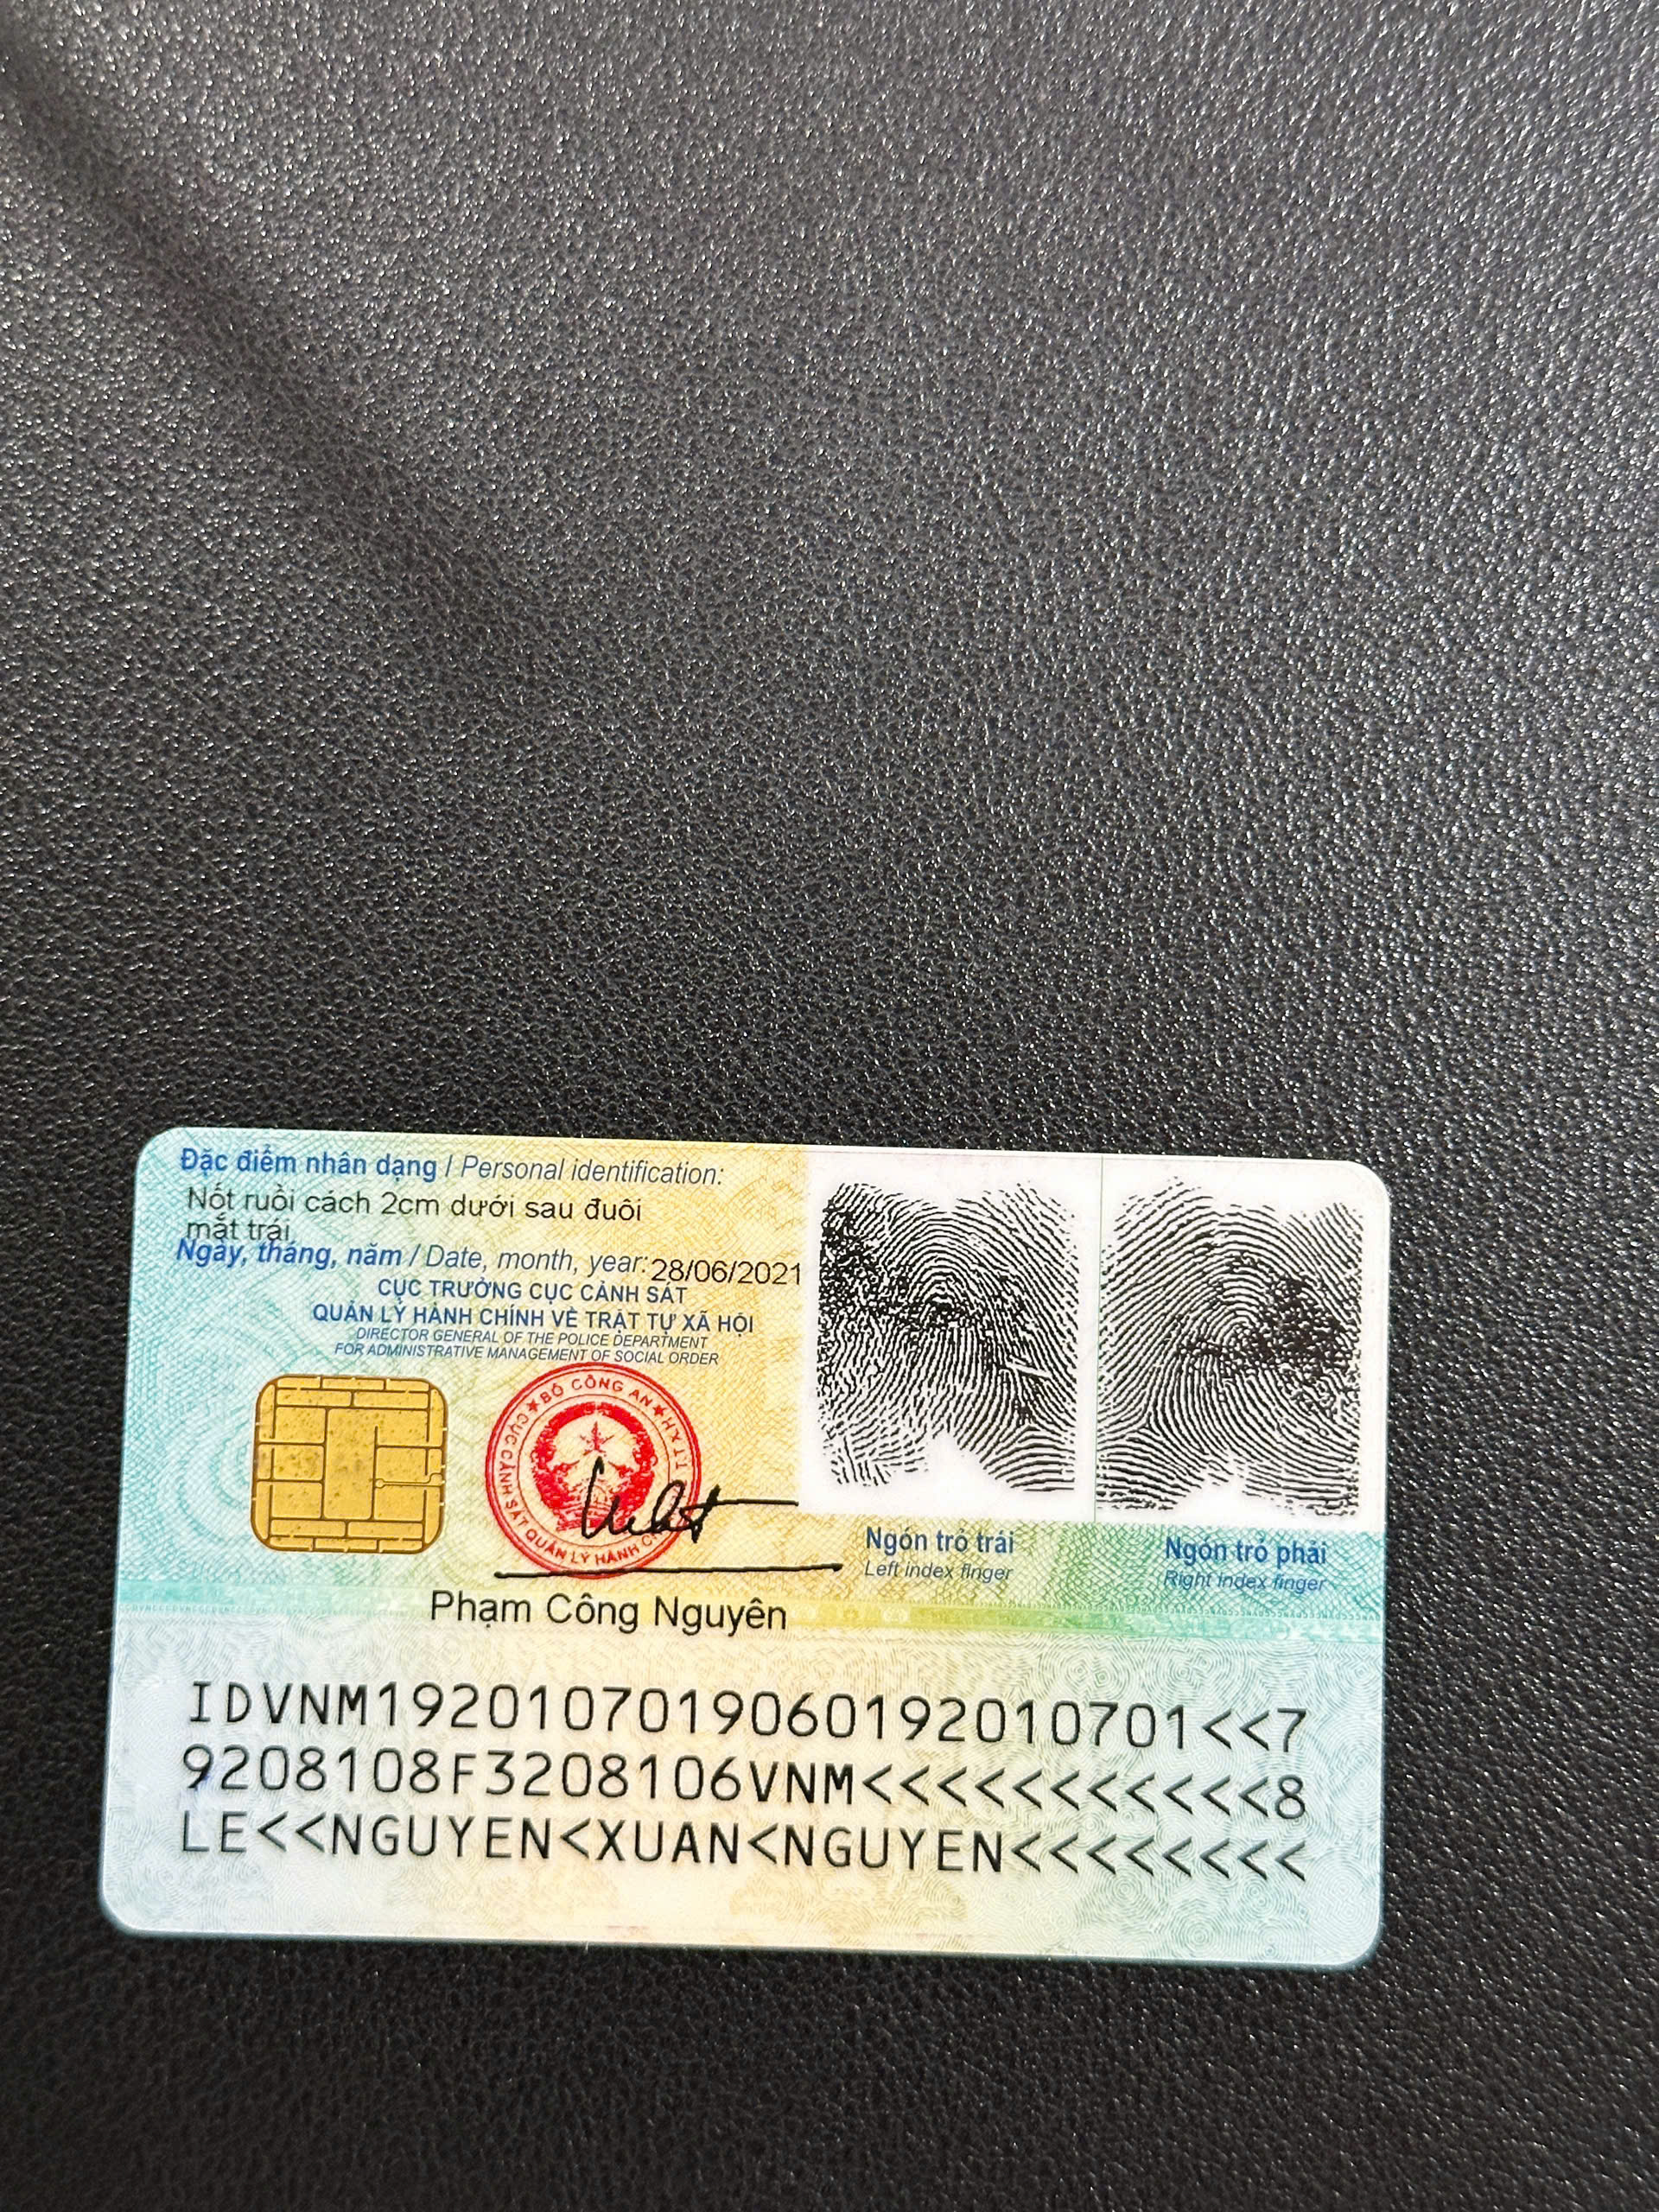 Đặc điểm nhân dạng / Personal identification:
Nốt ruồi cách 2cm dưới sau đuôi
mắt trái
Ngày, tháng, năm / Date, month, year: 28/06/2021
CỤC TRƯỞNG CỤC CẢNH SÁT
QUẢN LÝ HÀNH CHÍNH VỀ TRẬT TỰ XÃ HỘI
DIRECTOR GENERAL OF THE POLICE DEPARTMENT
FOR ADMINISTRATIVE MANAGEMENT OF SOCIAL ORDER
BỘ CÔNG AN
CỤC CẢNH SÁT QUẢN LÝ HÀNH
TTXH
Ngón trỏ trái
Left index finger
Ngón trỏ phải
Right index finger
Phạm Công Nguyên
IDVNM1920107019060192010701<<7
9208108F3208106VNM<<<<<<<<<<<8
LE<<NGUYEN<XUAN<NGUYEN<<<<<<<<